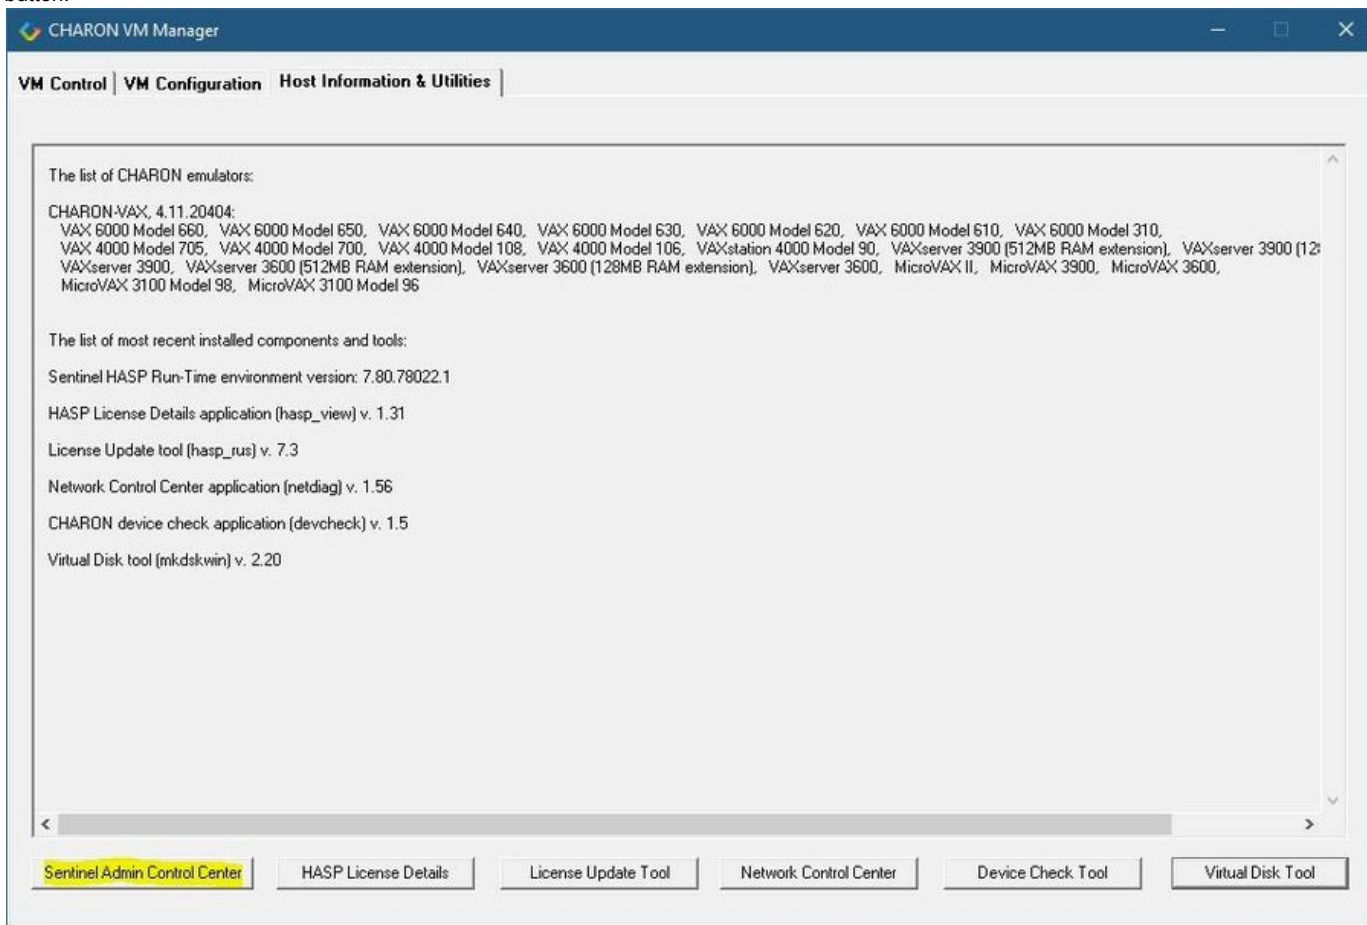 CHARON VM Manager
VM Control VM Configuration Host Information & Utilities
The list of CHARON emulators:
CHARON-VAX, 4.11.20404:
VAX 6000 Model 660, VAX 6000 Model 650, VAX 6000 Model 640, VAX 6000 Model 630, VAX 6000 Model 620, VAX 6000 Model 610, VAX 6000 Model 310,
VAX 4000 Model 705, VAX 4000 Model 700, VAX 4000 Model 108, VAX 4000 Model 106, VAXstation 4000 Model 90, VAXserver 3900 (512MB RAM extension), VAXserver 3900 (12
VAXserver 3900, VAXserver 3600 (512MB RAM extension), VAXserver 3600 (128MB RAM extension), VAXserver 3600, MicroVAX II, MicroVAX 3900, MicroVAX 3600,
MicroVAX 3100 Model 98, MicroVAX 3100 Model 96
The list of most recent installed components and tools:
Sentinel HASP Run-Time environment version: 7.80.78022.1
HASP License Details application (hasp_view) v. 1.31
License Update tool (hasp_rus) v. 7.3
Network Control Center application (netdiag) v. 1.56
CHARON device check application (devcheck) v. 1.5
Virtual Disk tool (mkdskwin) v. 2.20
Sentinel Admin Control Center HASP License Details License Update Tool Network Control Center Device Check Tool Virtual Disk Tool